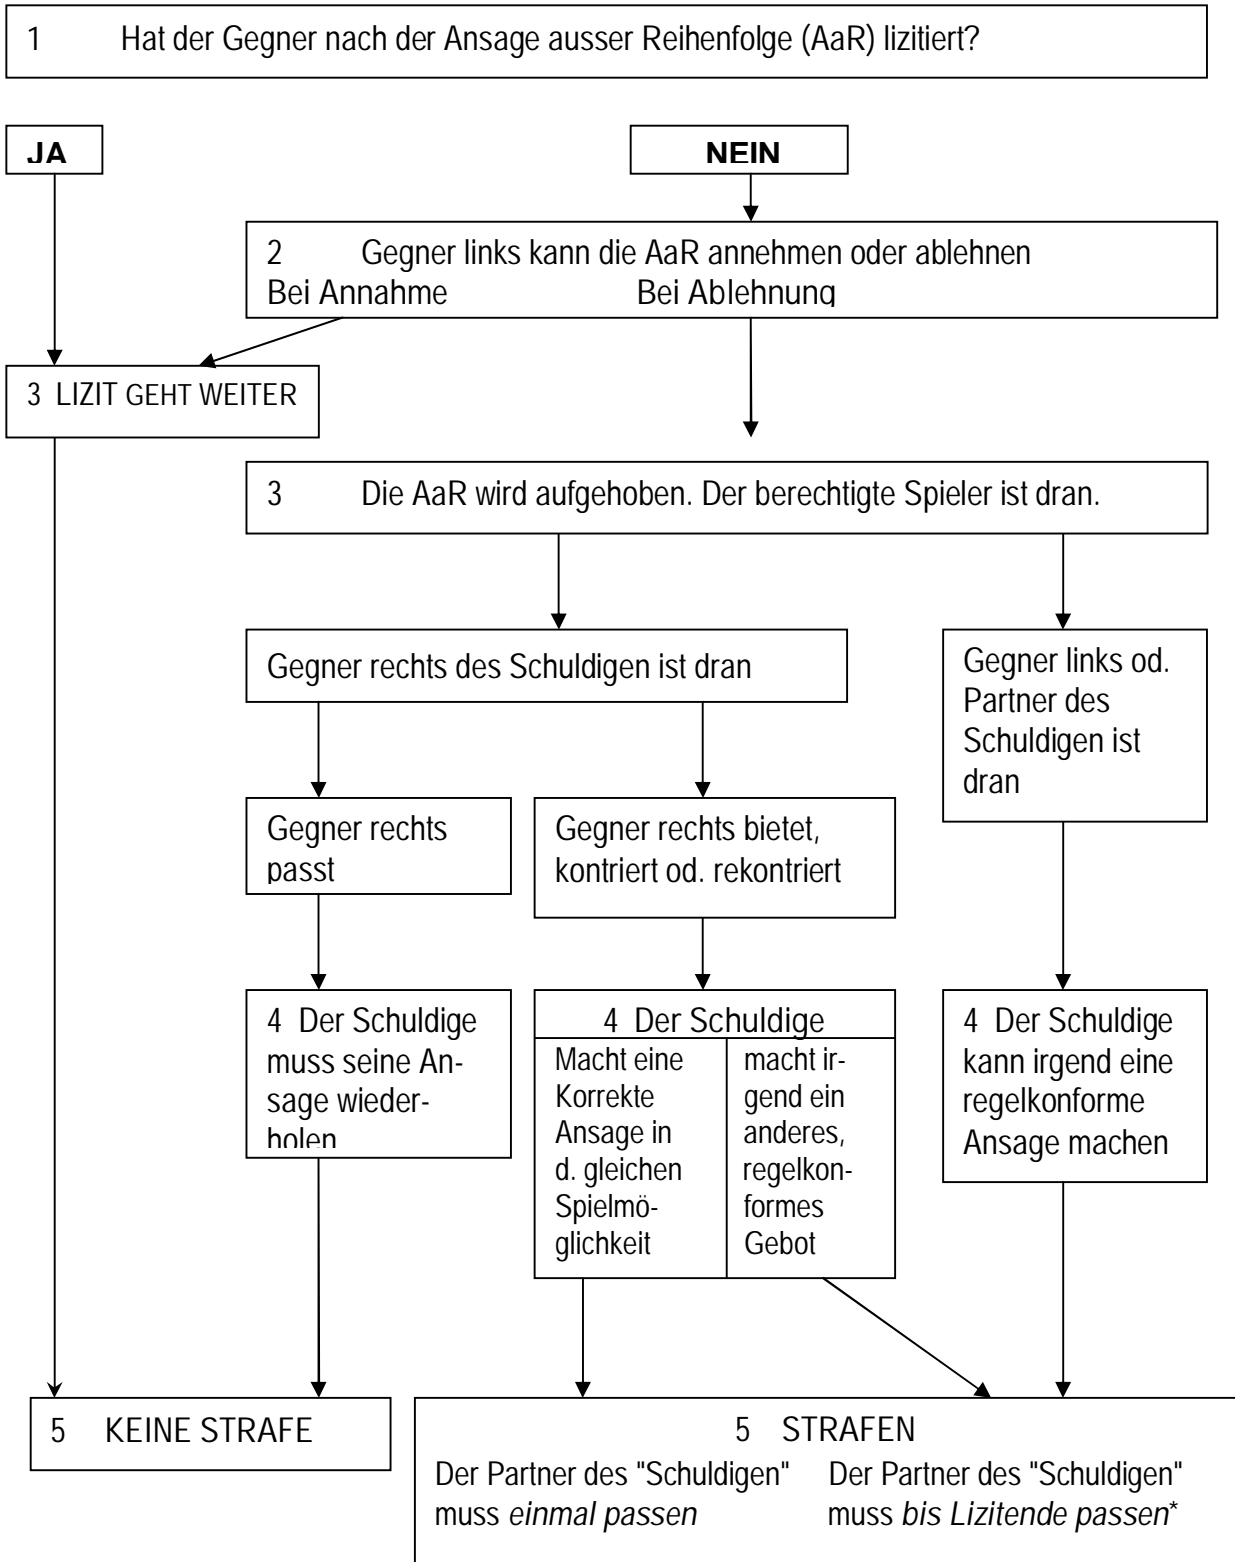 1 Hat der Gegner nach der Ansage ausser Reihenfolge (AaR) lizitiert?
JA
NEIN
2 Gegner links kann die AaR annehmen oder ablehnen
Bei Annahme Bei Ablehnung
3 LIZIT GEHT WEITER
3 Die AaR wird aufgehoben. Der berechtigte Spieler ist dran.
Gegner rechts des Schuldigen ist dran
Gegner links od.
Partner des
Schuldigen ist
dran
Gegner rechts
passt
Gegner rechts bietet,
kontriert od. rekontriert
4 Der Schuldige
muss seine An-
sage wieder-
holen
4 Der Schuldige
Macht eine
Korrekte
Ansage in
d. gleichen
Spielmö-
glichkeit
macht ir-
gend ein
anderes,
regelkon-
formes
Gebot
4 Der Schuldige
kann irgend eine
regelkonforme
Ansage machen
5 KEINE STRAFE
5 STRAFEN
Der Partner des "Schuldigen"
muss einmal passen
Der Partner des "Schuldigen"
muss bis Lizitende passen*